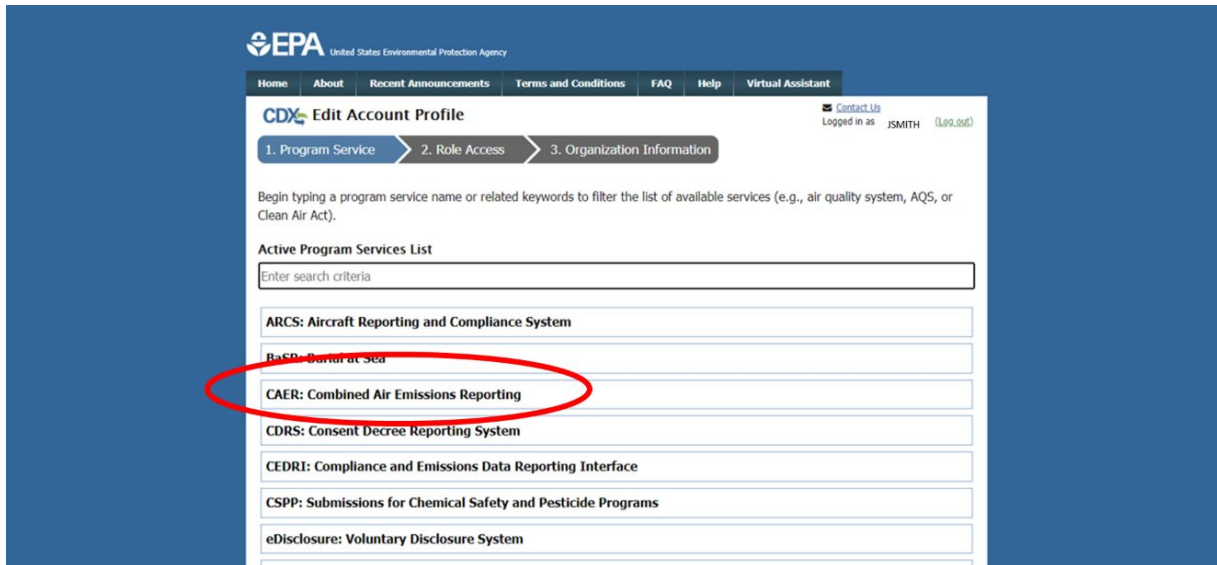 EPA United States Environmental Protection Agency
Home About Recent Announcements Terms and Conditions FAQ Help Virtual Assistant
CDX Edit Account Profile
Contact Us
Logged in as JSMITH (Log out)
1. Program Service 2. Role Access 3. Organization Information
Begin typing a program service name or related keywords to filter the list of available services (e.g., air quality system, AQS, or
Clean Air Act).
Active Program Services List
Enter search criteria
ARCS: Aircraft Reporting and Compliance System
BaSR: Burial at Sea
CAER: Combined Air Emissions Reporting
CDRS: Consent Decree Reporting System
CEDRI: Compliance and Emissions Data Reporting Interface
CSPP: Submissions for Chemical Safety and Pesticide Programs
eDisclosure: Voluntary Disclosure System